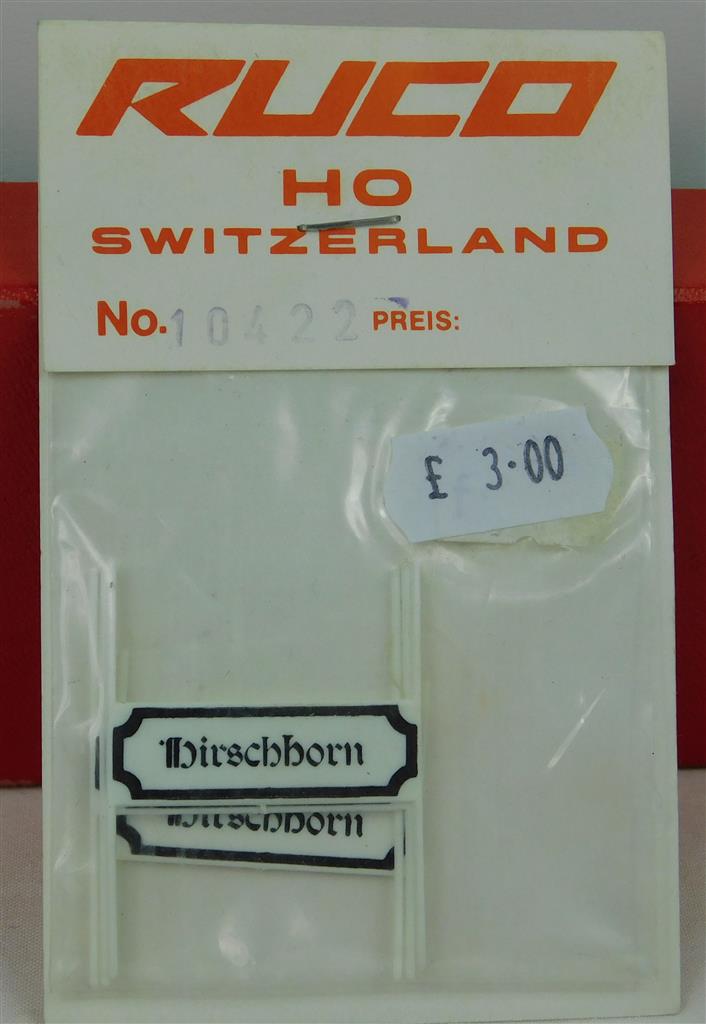 RUCO
HO
SWITZERLAND
No. 10422 PREIS:
£ 3.00
Hirschhorn
Hirschhorn